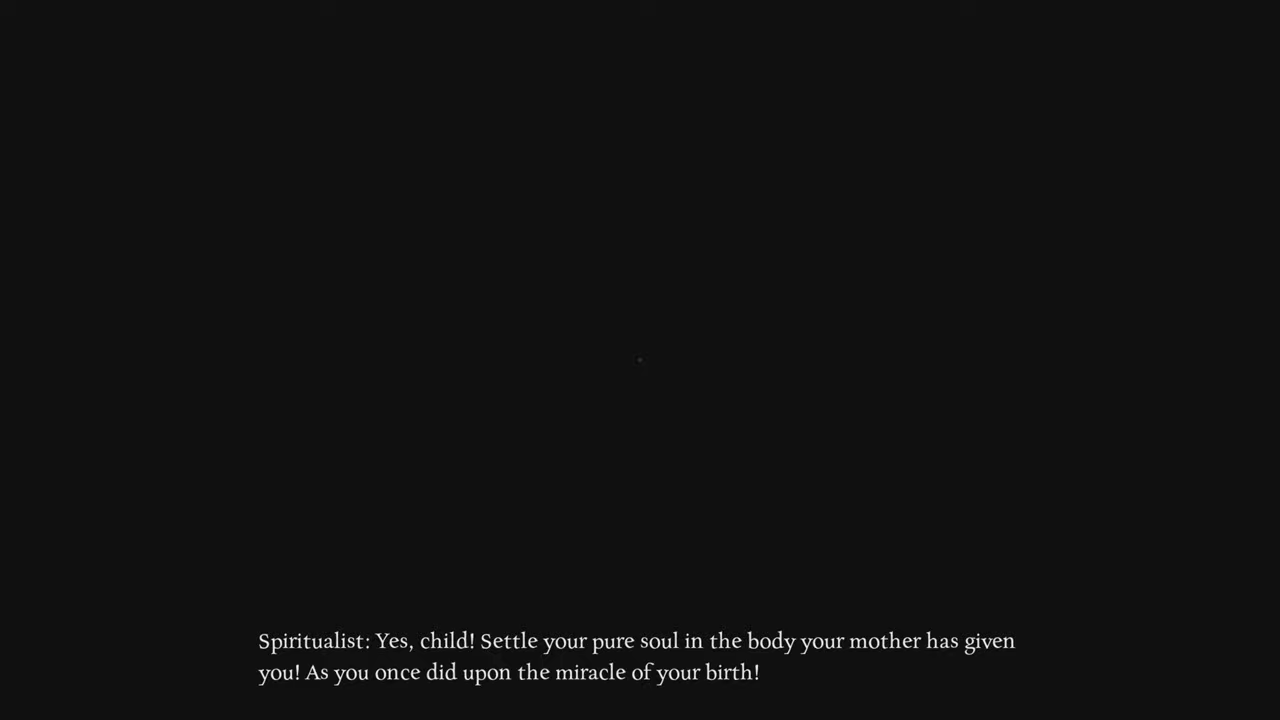 Spiritualist: Yes, child! Settle your pure soul in the body your mother has given
you! As you once did upon the miracle of your birth!